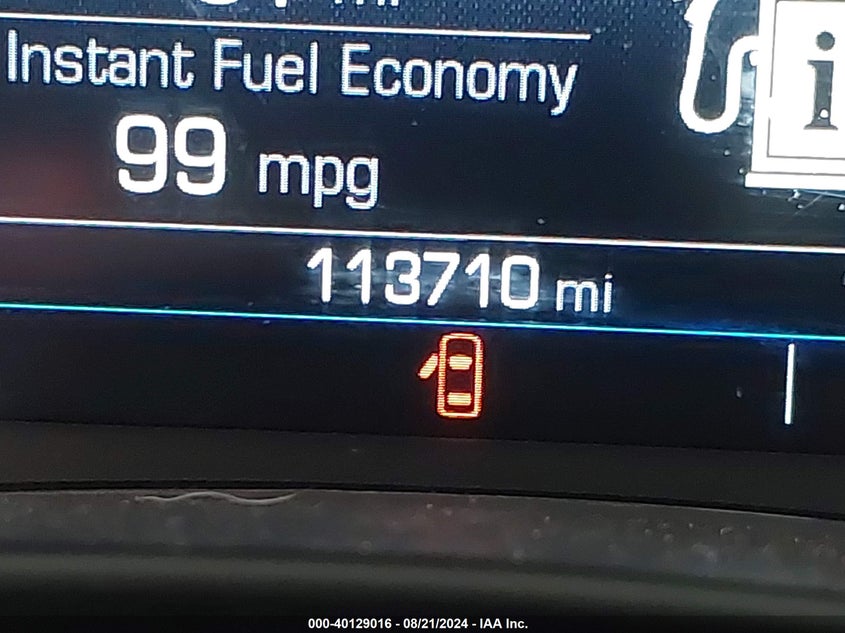 Instant Fuel Economy
99 mpg
i
113710 mi
000-40129016 - 08/21/2024 - IAA Inc.